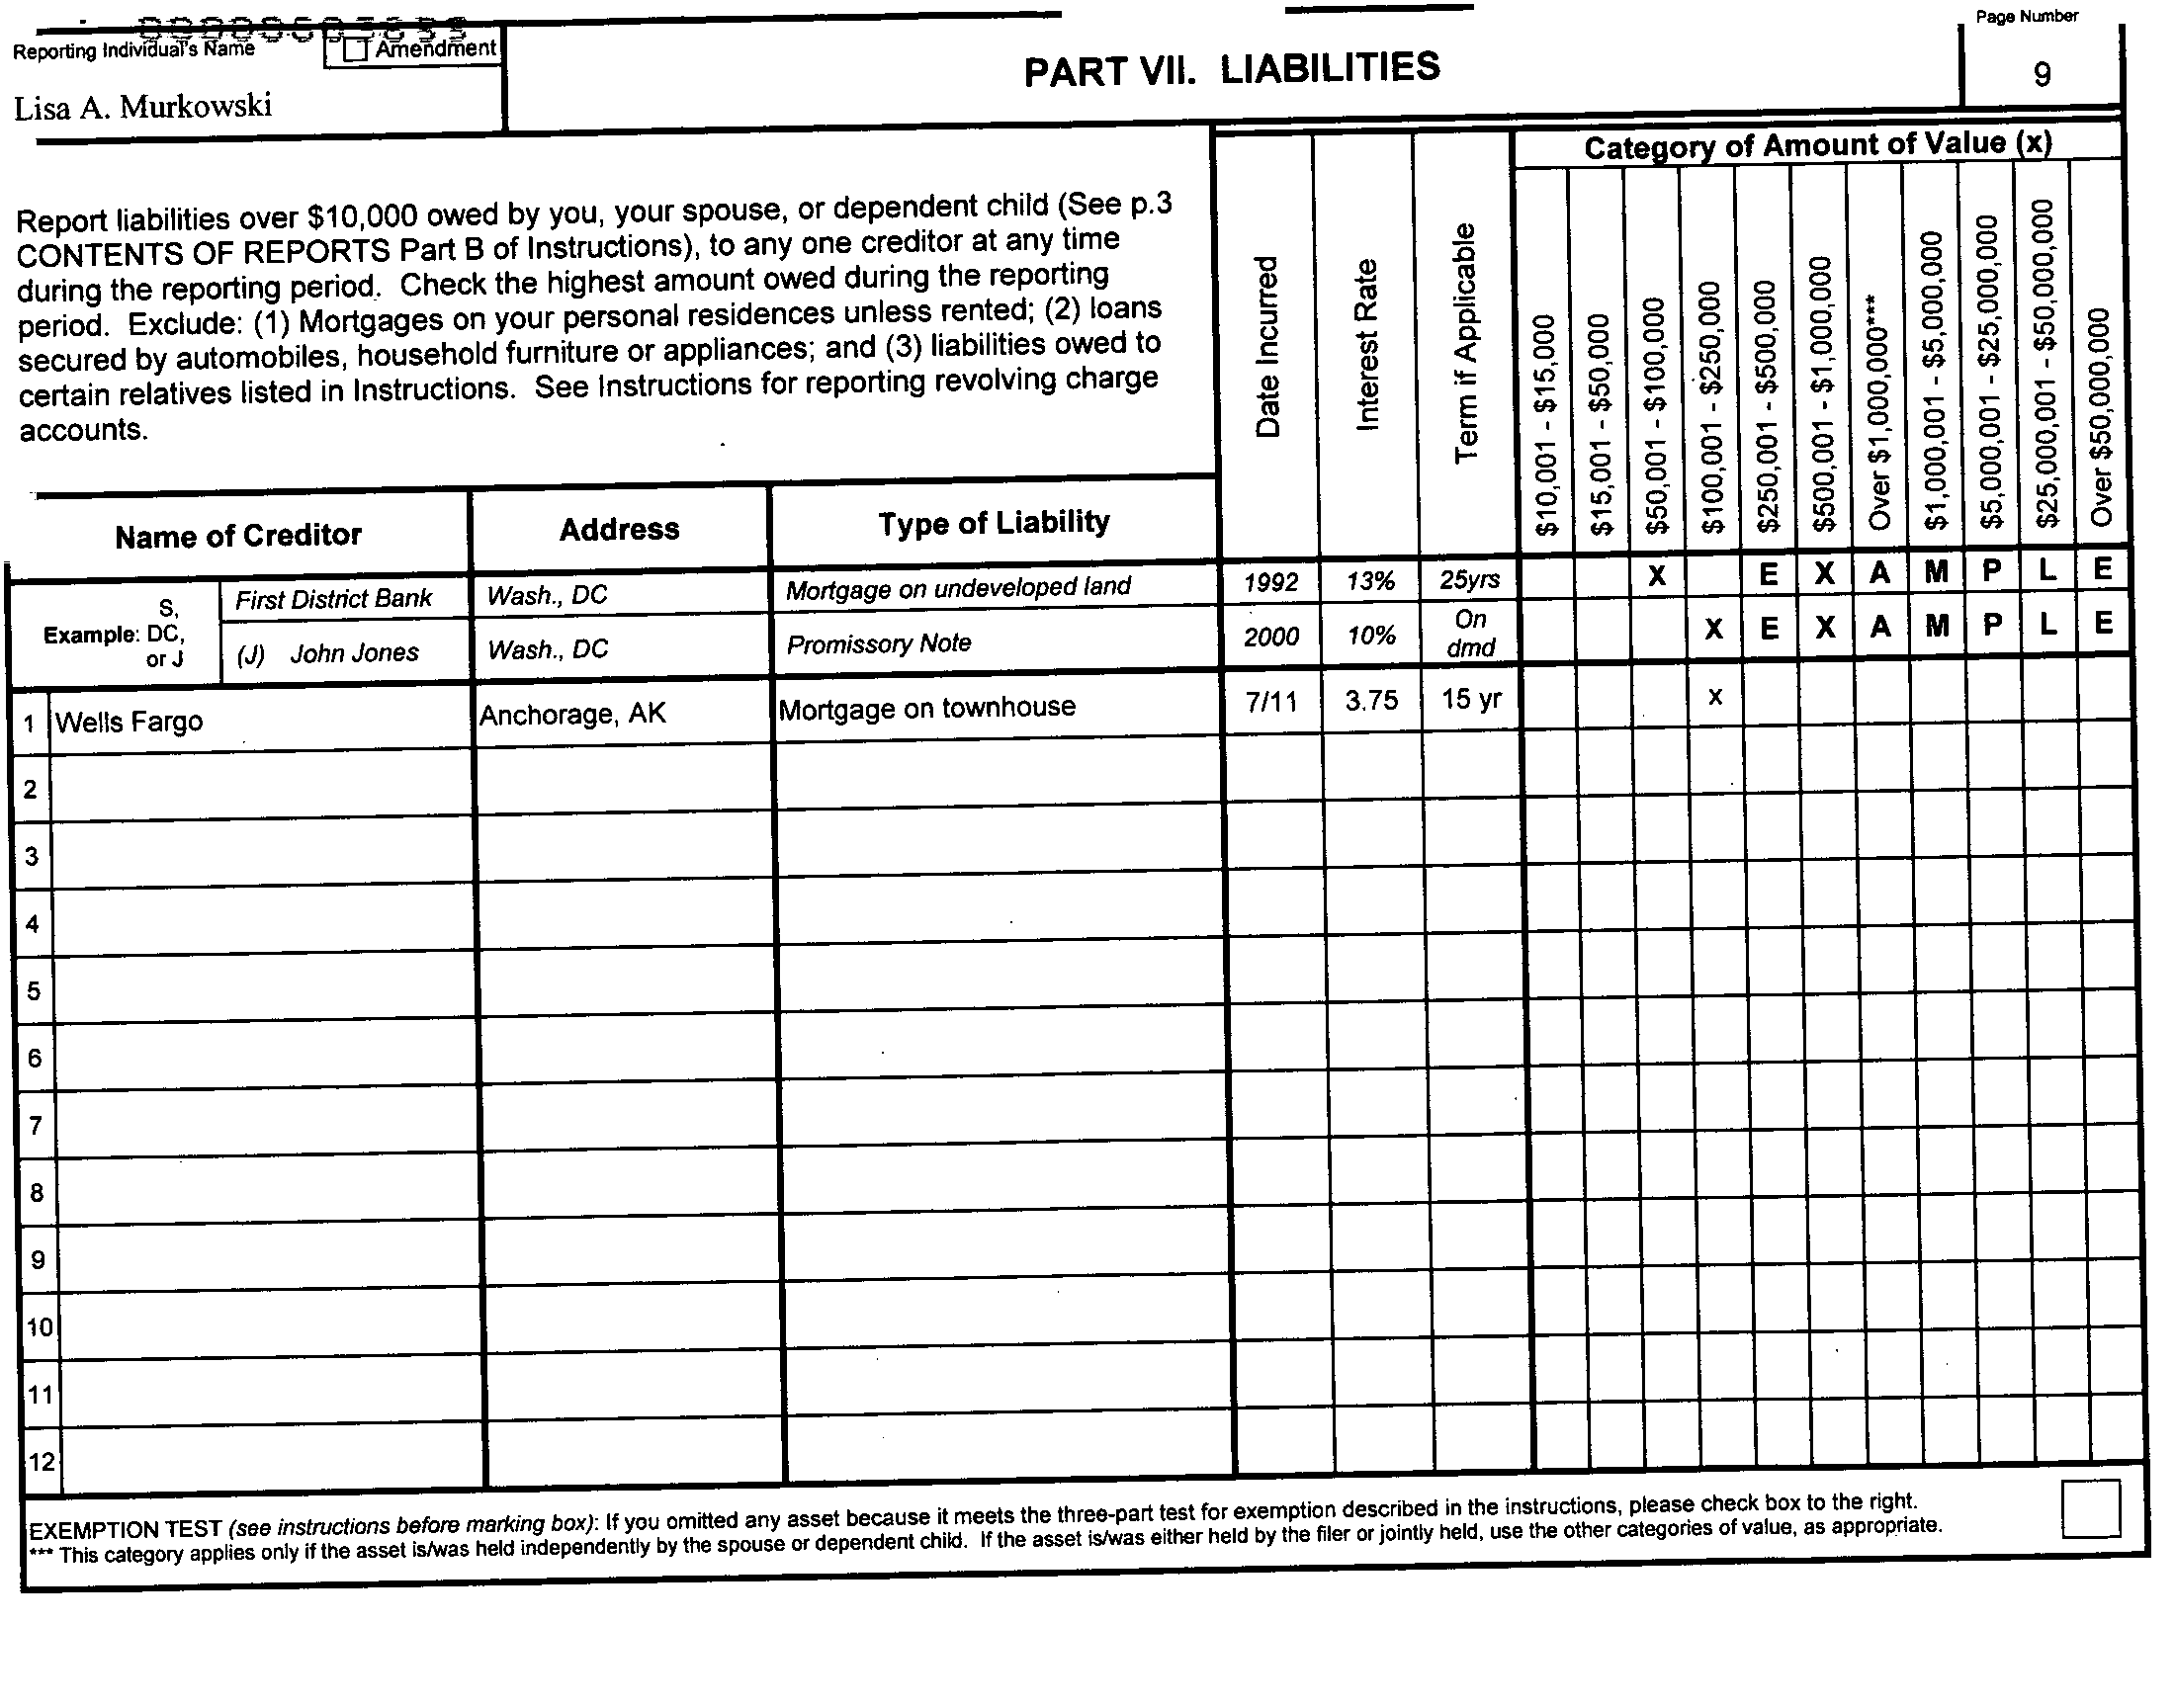 Reporting Individual's Name
Amendment
Page Number
Lisa A. Murkowski
PART VII. LIABILITIES
9
Report liabilities over $10,000 owed by you, your spouse, or dependent child (See p.3
CONTENTS OF REPORTS Part B of Instructions), to any one creditor at any time
during the reporting period. Check the highest amount owed during the reporting
period. Exclude: (1) Mortgages on your personal residences unless rented; (2) loans
secured by automobiles, household furniture or appliances; and (3) liabilities owed to
certain relatives listed in Instructions. See Instructions for reporting revolving charge
accounts.
Date Incurred
Interest Rate
Term if Applicable
Category of Amount of Value (x)
$10,001 - $15,000
$15,001 - $50,000
$50,001 - $100,000
$100,001 - $250,000
$250,001 - $500,000
$500,001 - $1,000,000
Over $1,000,000***
$1,000,001 - $5,000,000
$5,000,001 - $25,000,000
$25,000,001 - $50,000,000
Over $50,000,000
Name of Creditor Address Type of Liability
Example: S, DC, or J
First District Bank Wash., DC Mortgage on undeveloped land 1992 13% 25yrs X E X A M P L E
(J) John Jones Wash., DC Promissory Note 2000 10% On dmd X E X A M P L E
1 Wells Fargo Anchorage, AK Mortgage on townhouse 7/11 3.75 15 yr x
2
3
4
5
6
7
8
9
10
11
12
EXEMPTION TEST (see instructions before marking box): If you omitted any asset because it meets the three-part test for exemption described in the instructions, please check box to the right.
*** This category applies only if the asset is/was held independently by the spouse or dependent child. If the asset is/was either held by the filer or jointly held, use the other categories of value, as appropriate.